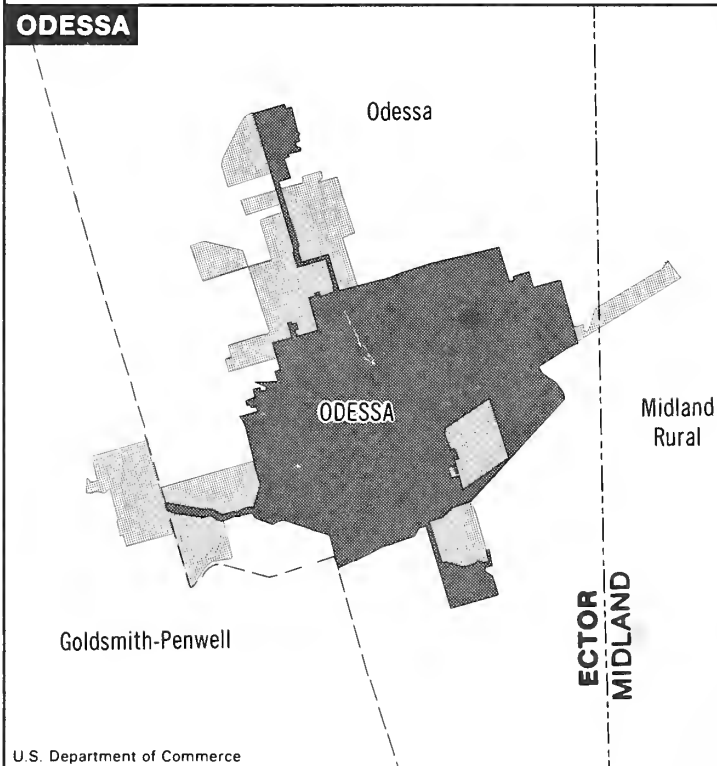 ODESSA
Odessa
ODESSA
Midland
Rural
Goldsmith-Penwell
ECTOR
MIDLAND
U.S. Department of Commerce